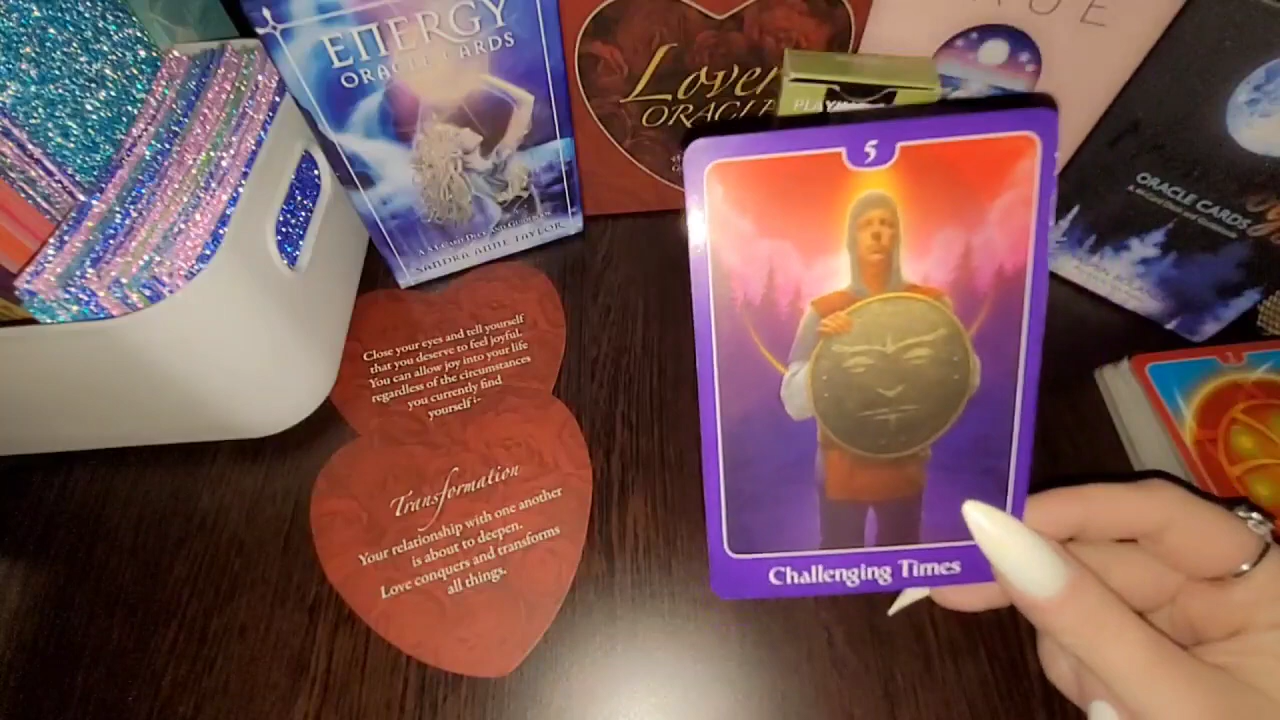 ENERGY
ORACLE CARDS
SANDRA ANNE TAYLOR
ORACLE
ORACLE CARDS
5
Challenging Times
Close your eyes and tell yourself
that you deserve to feel joyful.
You can allow joy into your life
regardless of the circumstances
you currently find
yourself
Transformation
Your relationship with one another
is about to deepen.
Love conquers and transforms
all things.